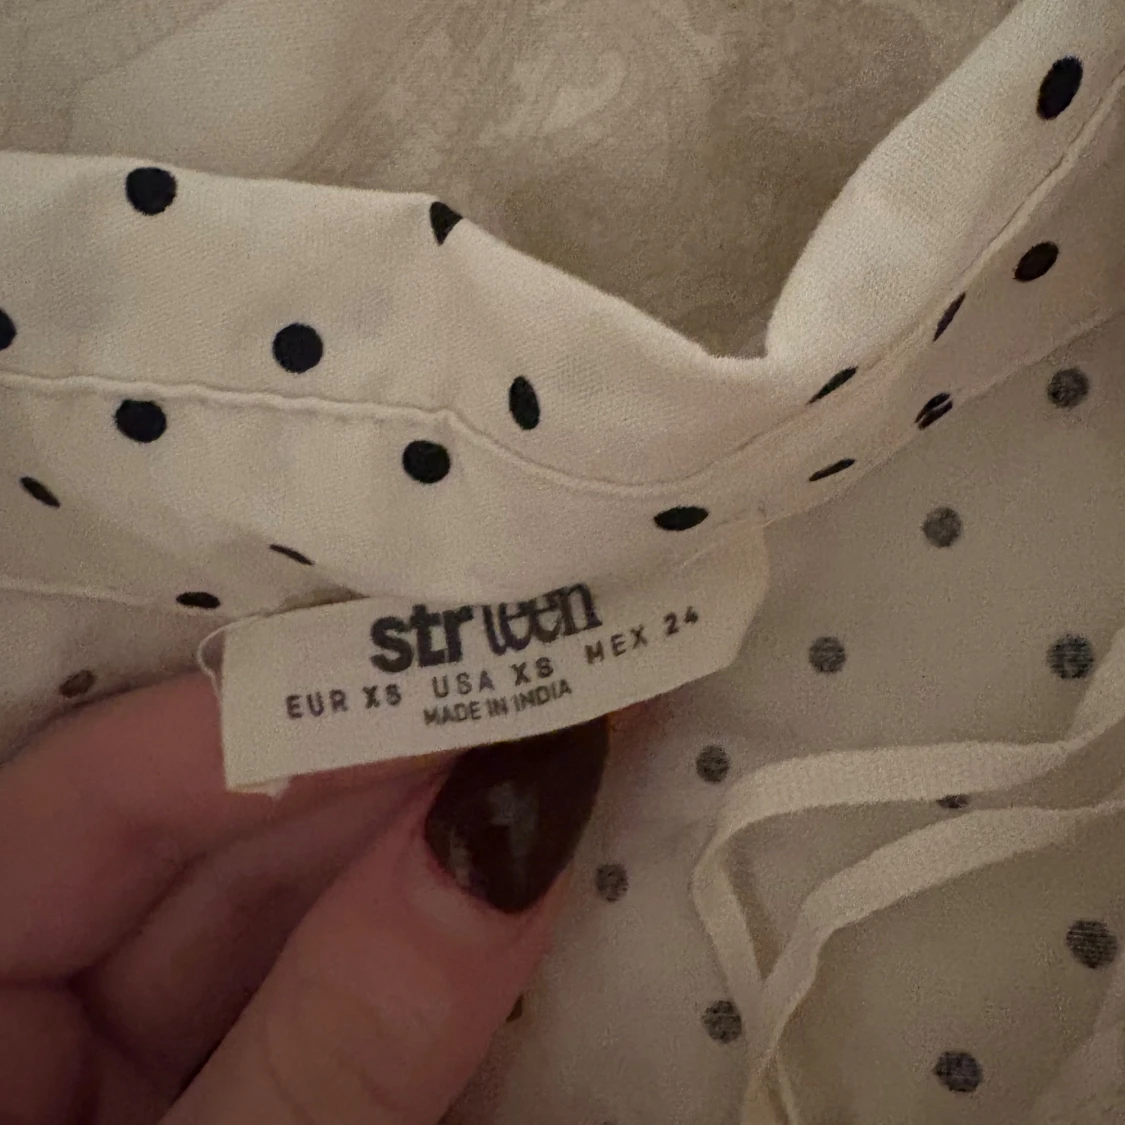 str teen
EUR XS USA XS MEX 24
MADE IN INDIA